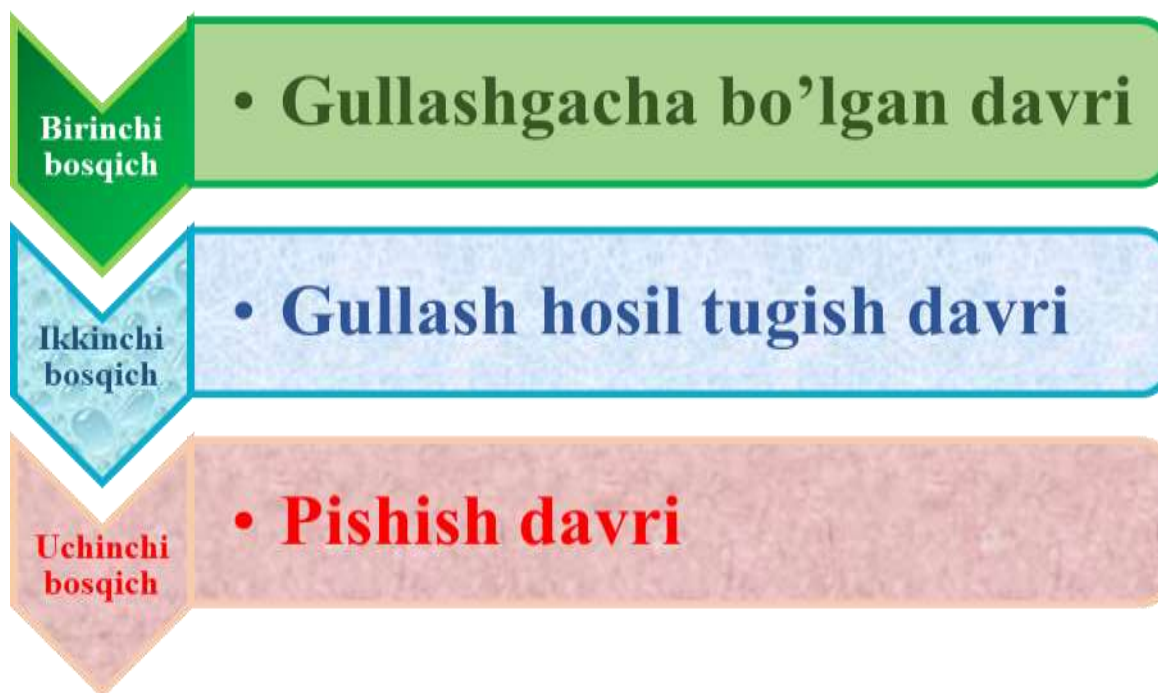 Birinchi
bosqich
• Gullashgacha bo’lgan davri
Ikkinchi
bosqich
• Gullash hosil tugish davri
Uchinchi
bosqich
• Pishish davri